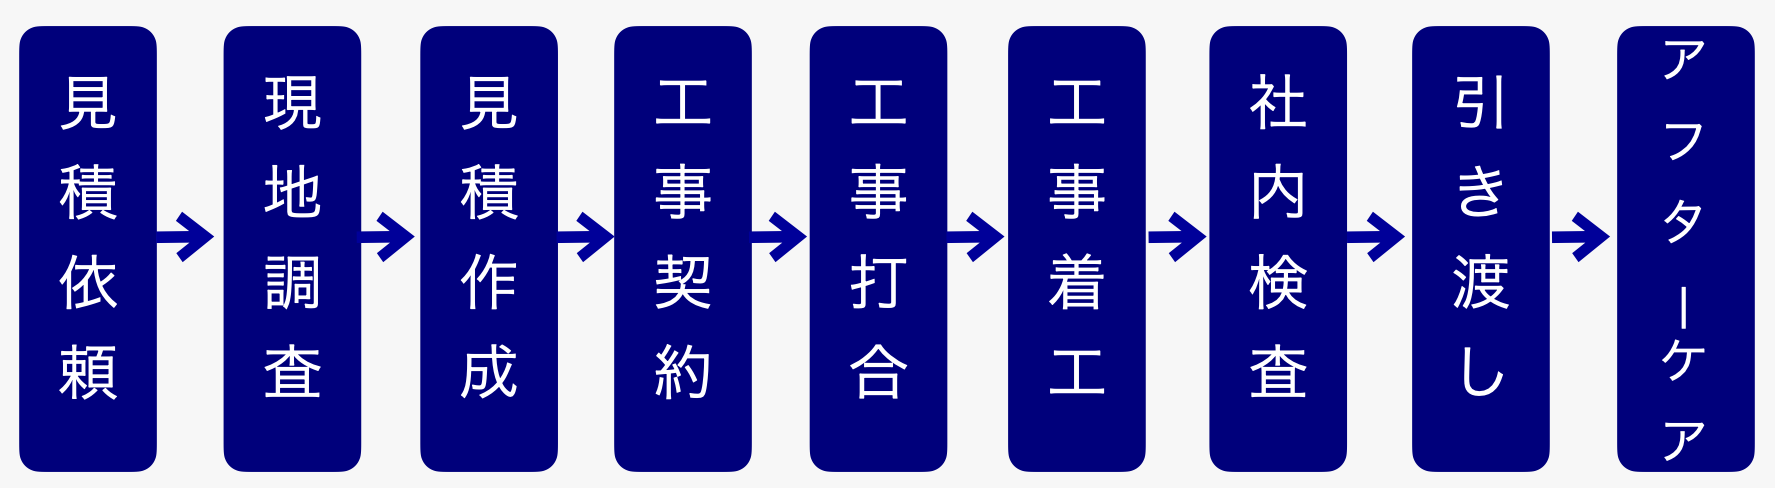 見積依頼
現地調査
見積作成
工事契約
工事打合
工事着工
社内検査
引き渡し
アフターケア